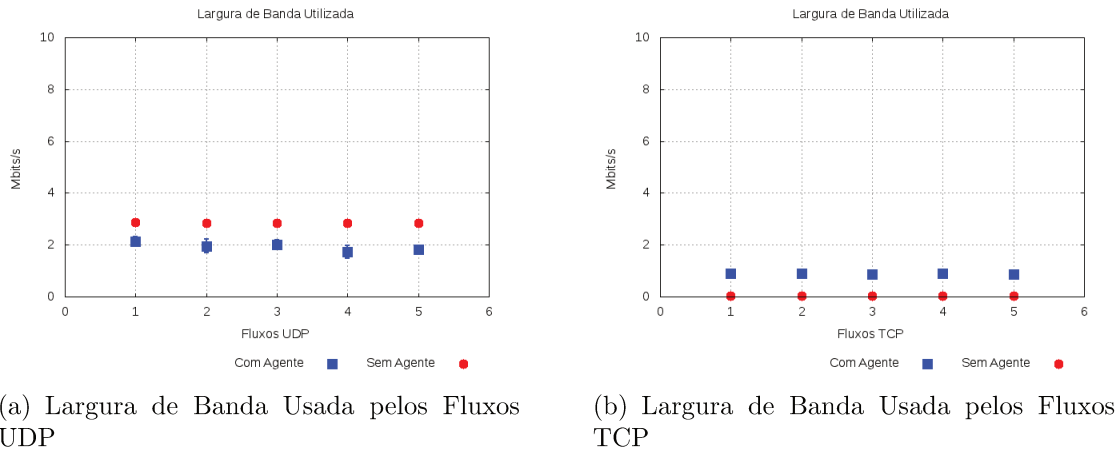 Largura de Banda Utilizada
10
8
6
4
2
0
Mbits/s
0 1 2 3 4 5 6
Fluxos UDP
Com Agente Sem Agente
(a) Largura de Banda Usada pelos Fluxos
UDP
Largura de Banda Utilizada
10
8
6
4
2
0
Mbits/s
0 1 2 3 4 5 6
Fluxos TCP
Com Agente Sem Agente
(b) Largura de Banda Usada pelos Fluxos
TCP